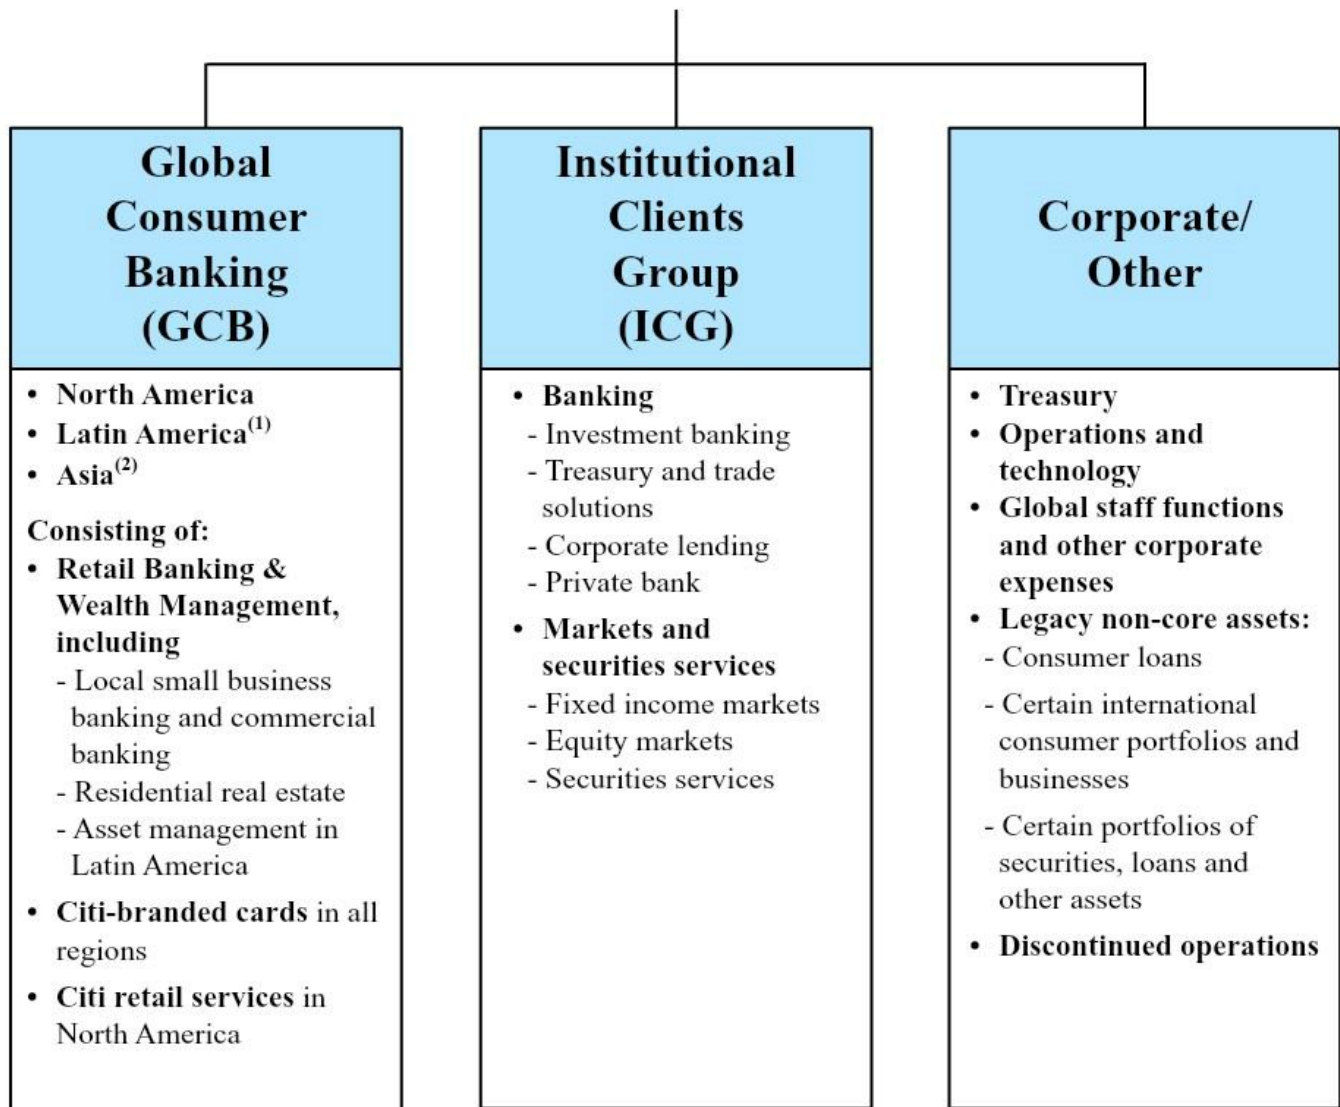 Global
Consumer
Banking
(GCB)
• North America
• Latin America(1)
• Asia(2)
Consisting of:
• Retail Banking &
Wealth Management,
including
- Local small business
banking and commercial
banking
- Residential real estate
- Asset management in
Latin America
• Citi-branded cards in all
regions
• Citi retail services in
North America
Institutional
Clients
Group
(ICG)
• Banking
- Investment banking
- Treasury and trade
solutions
- Corporate lending
- Private bank
• Markets and
securities services
- Fixed income markets
- Equity markets
- Securities services
Corporate/
Other
• Treasury
• Operations and
technology
• Global staff functions
and other corporate
expenses
• Legacy non-core assets:
- Consumer loans
- Certain international
consumer portfolios and
businesses
- Certain portfolios of
securities, loans and
other assets
• Discontinued operations